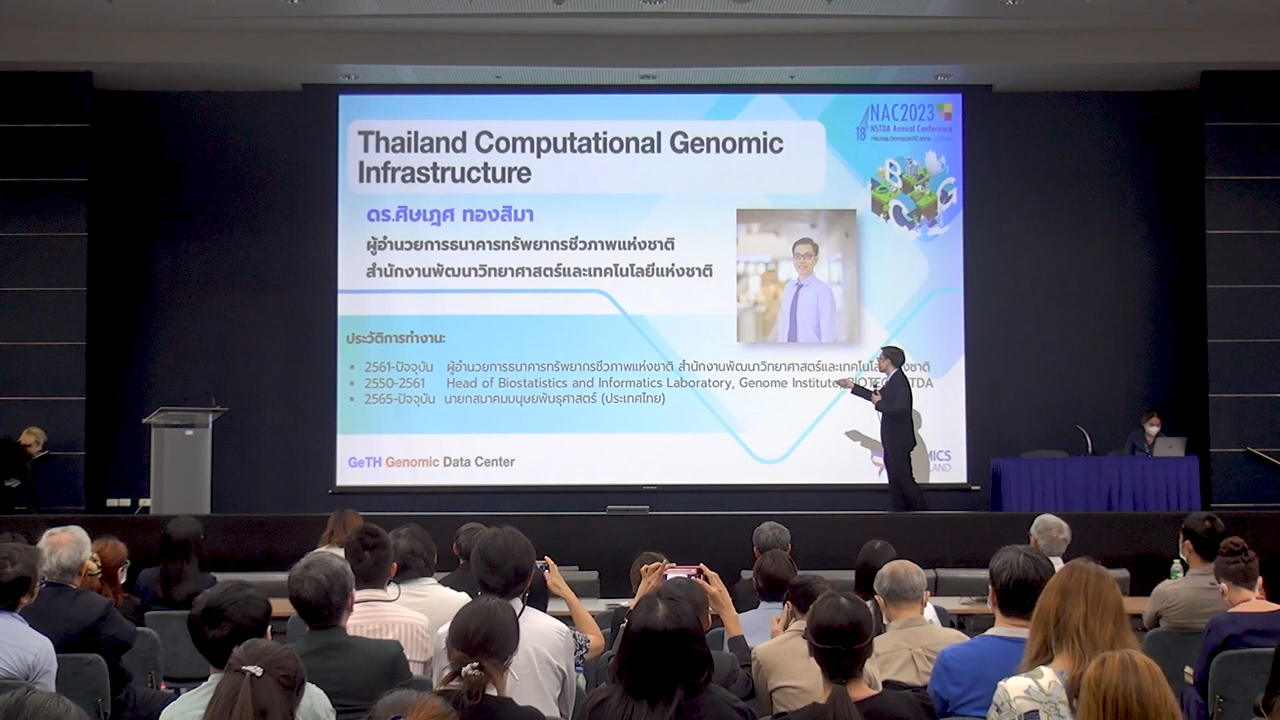 NAC2023
18
NSTDA Annual Conference
Thailand Computational Genomic
Infrastructure
B
G
C
ดร.ศิษเฎศ ทองสิมา
ผู้อำนวยการธนาคารทรัพยากรชีวภาพแห่งชาติ
สำนักงานพัฒนาวิทยาศาสตร์และเทคโนโลยีแห่งชาติ
ประวัติการทำงาน:
▪ 2561-ปัจจุบัน ผู้อำนวยการธนาคารทรัพยากรชีวภาพแห่งชาติ สำนักงานพัฒนาวิทยาศาสตร์และเทคโนโลยีแห่งชาติ
▪ 2550-2561 Head of Biostatistics and Informatics Laboratory, Genome Institute, BIOTEC, NSTDA
▪ 2565-ปัจจุบัน นายกสมาคมมนุษยพันธุศาสตร์ (ประเทศไทย)
GeTH Genomic Data Center
MICS
LAND